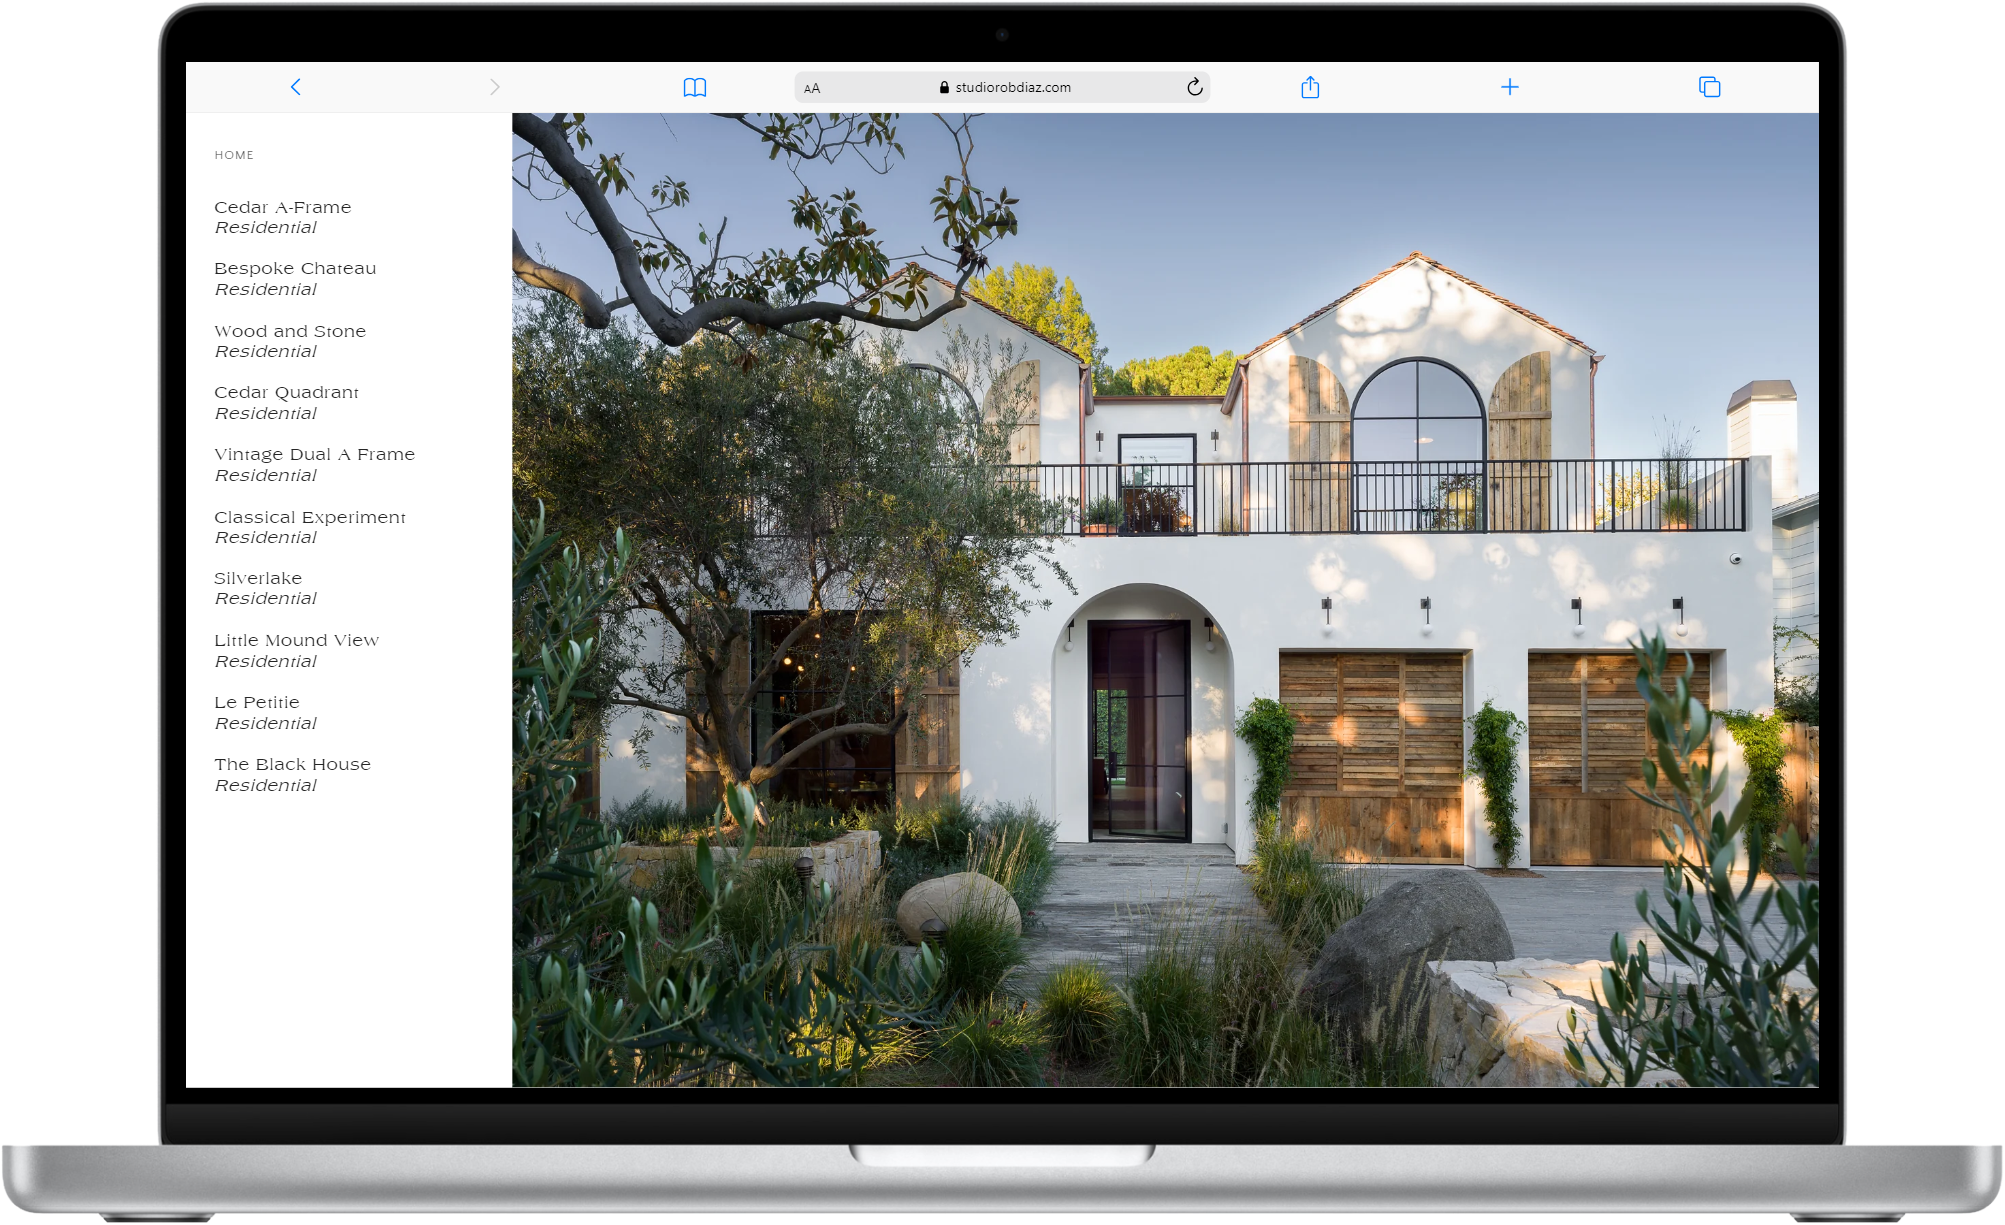 AA
studiorobdiaz.com
HOME
Cedar A-Frame
Residential
Bespoke Chateau
Residential
Wood and Stone
Residential
Cedar Quadrant
Residential
Vintage Dual A Frame
Residential
Classical Experiment
Residential
Silverlake
Residential
Little Mound View
Residential
Le Petitie
Residential
The Black House
Residential